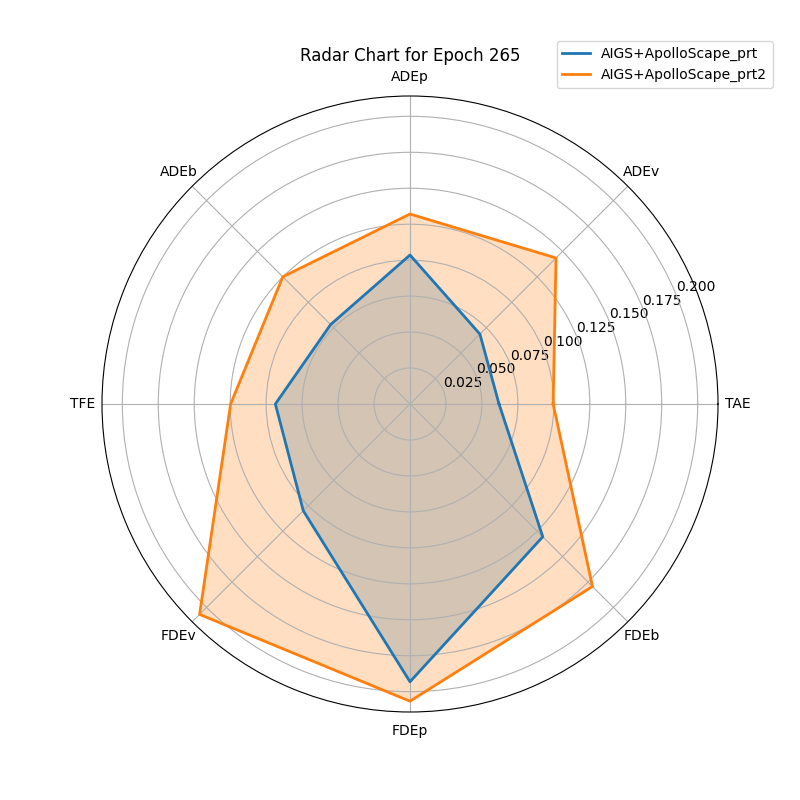 Radar Chart for Epoch 265
AIGS+ApolloScape_prt
AIGS+ApolloScape_prt2
ADEp
ADEb
ADEv
0.200
0.175
0.150
0.125
0.100
0.075
0.050
0.025
TFE
TAE
FDEv
FDEb
FDEp